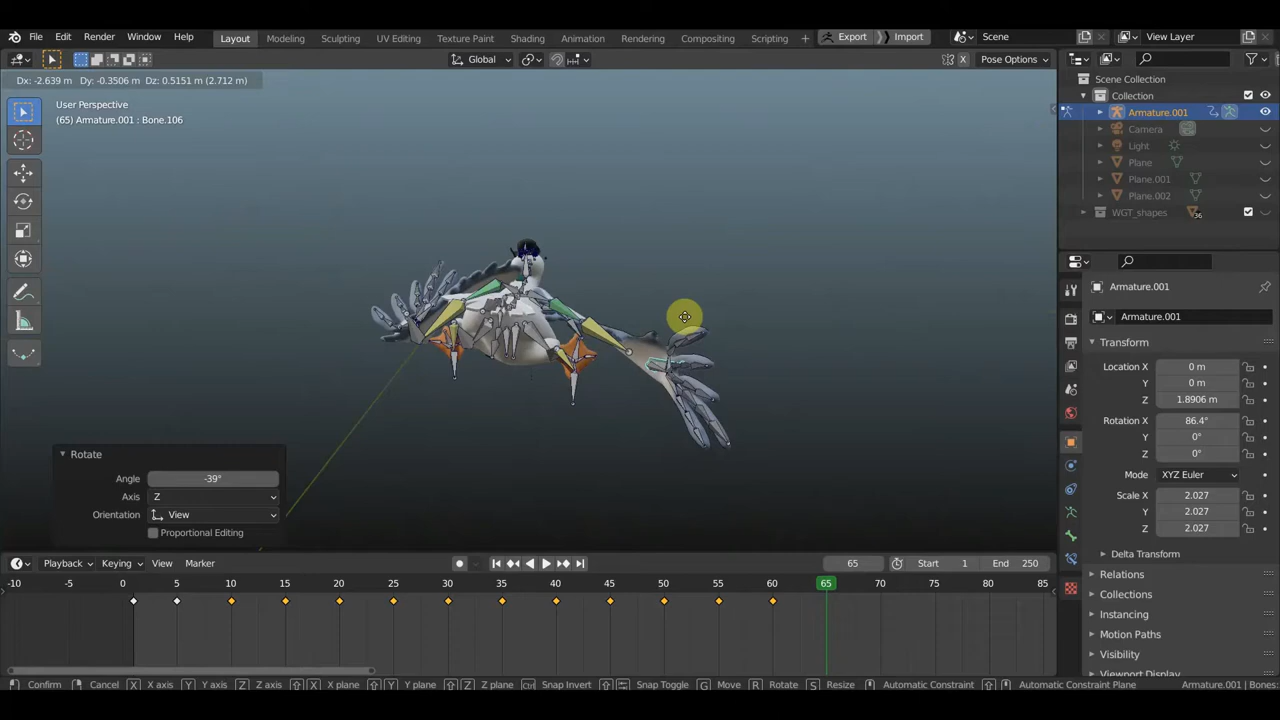 File Edit Render Window Help Layout Modeling Sculpting UV Editing Texture Paint Shading Animation Rendering Compositing Scripting + Export Import Scene View Layer
Global X Pose Options
Dx: -2.639 m Dy: -0.3506 m Dz: 0.5151 m (2.712 m)
User Perspective
(65) Armature.001 : Bone.106
Scene Collection
Collection
Armature.001
Camera
Light
Plane
Plane.001
Plane.002
WGT_shapes 36
Armature.001
Armature.001
Transform
Location X 0 m
Y 0 m
Z 1.8906 m
Rotation X 86.4°
Y 0°
Z 0°
Mode XYZ Euler
Scale X 2.027
Y 2.027
Z 2.027
Delta Transform
Relations
Collections
Instancing
Motion Paths
Visibility
Viewport Display
Rotate
Angle -39°
Axis Z
Orientation View
Proportional Editing
Playback Keying View Marker 65 Start 1 End 250
-10 -5 0 5 10 15 20 25 30 35 40 45 50 55 60 65 70 75 80 85
Confirm Cancel X X axis Y Y axis Z Z axis X X plane Y Y plane Z Z plane Ctrl Snap Invert Snap Toggle G Move R Rotate S Resize Automatic Constraint Automatic Constraint Plane Armature.001 | Bones: